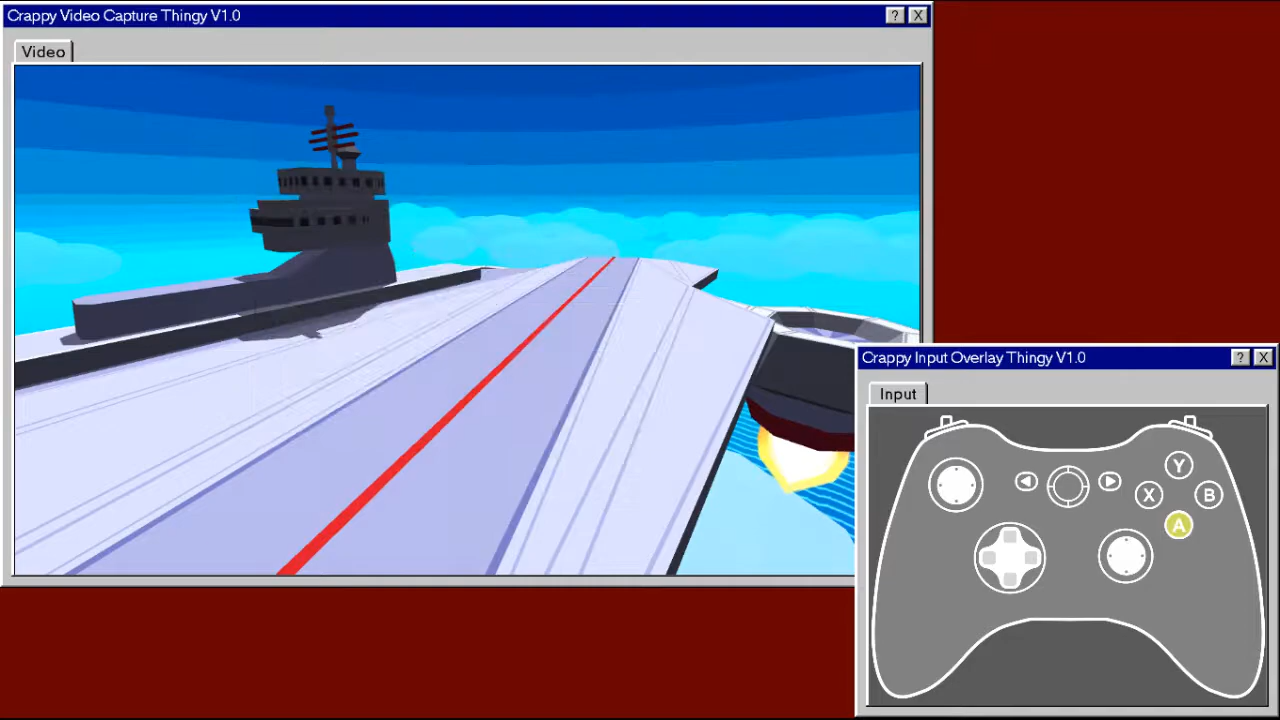 Crappy Video Capture Thingy V1.0
? X
Video
Crappy Input Overlay Thingy V1.0
? X
Input
Y
X
B
A